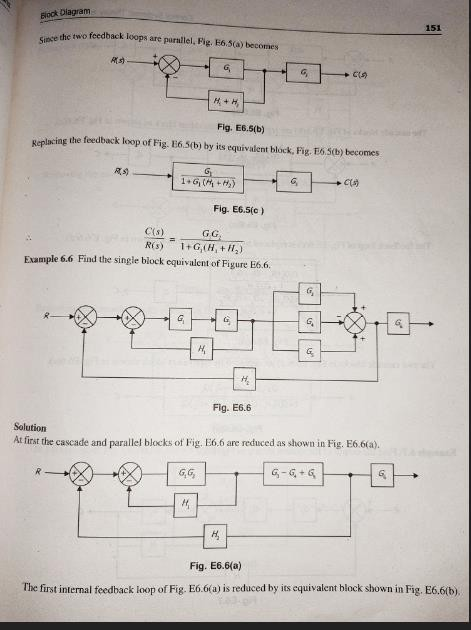 Block Diagram
151
Since the two feedback loops are parallel, Fig. E6.5(a) becomes
R(s) + − G₁ G₂ C(s)
H₁ + H₂
Fig. E6.5(b)
Replacing the feedback loop of Fig. E6.5(b) by its equivalent block, Fig. E6.5(b) becomes
R(s) G₁ / 1+G₁(H₁+H₂) G₂ C(s)
Fig. E6.5(c )
∴ C(s)/R(s) = G₁G₂ / 1+G₁(H₁+H₂)
Example 6.6 Find the single block equivalent of Figure E6.6.
G₃ +
R + − + − G₁ G₂ G₄ − G₆
H₁ G₅ +
H₂
Fig. E6.6
Solution
At first the cascade and parallel blocks of Fig. E6.6 are reduced as shown in Fig. E6.6(a).
R + − + − G₁G₂ G₃ − G₄ + G₅ G₆
H₁
H₂
Fig. E6.6(a)
The first internal feedback loop of Fig. E6.6(a) is reduced by its equivalent block shown in Fig. E6.6(b).